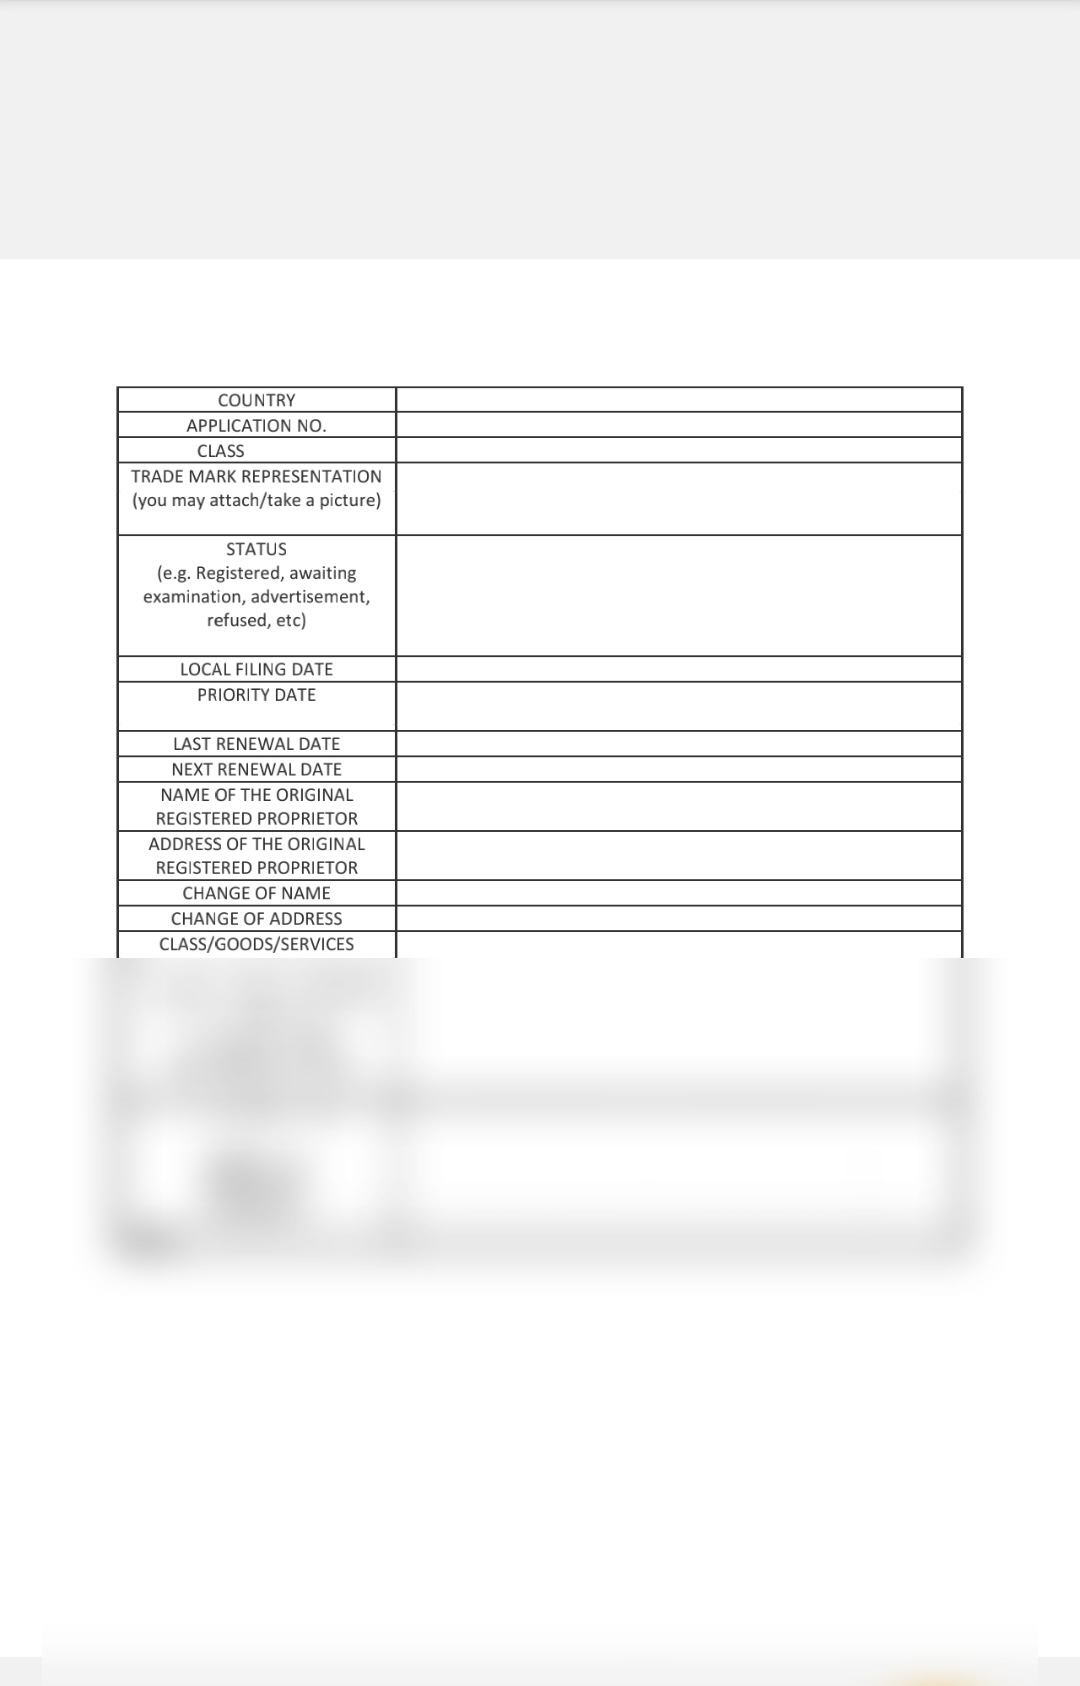 COUNTRY
APPLICATION NO.
CLASS
TRADE MARK REPRESENTATION
(you may attach/take a picture)
STATUS
(e.g. Registered, awaiting
examination, advertisement,
refused, etc)
LOCAL FILING DATE
PRIORITY DATE
LAST RENEWAL DATE
NEXT RENEWAL DATE
NAME OF THE ORIGINAL
REGISTERED PROPRIETOR
ADDRESS OF THE ORIGINAL
REGISTERED PROPRIETOR
CHANGE OF NAME
CHANGE OF ADDRESS
CLASS/GOODS/SERVICES